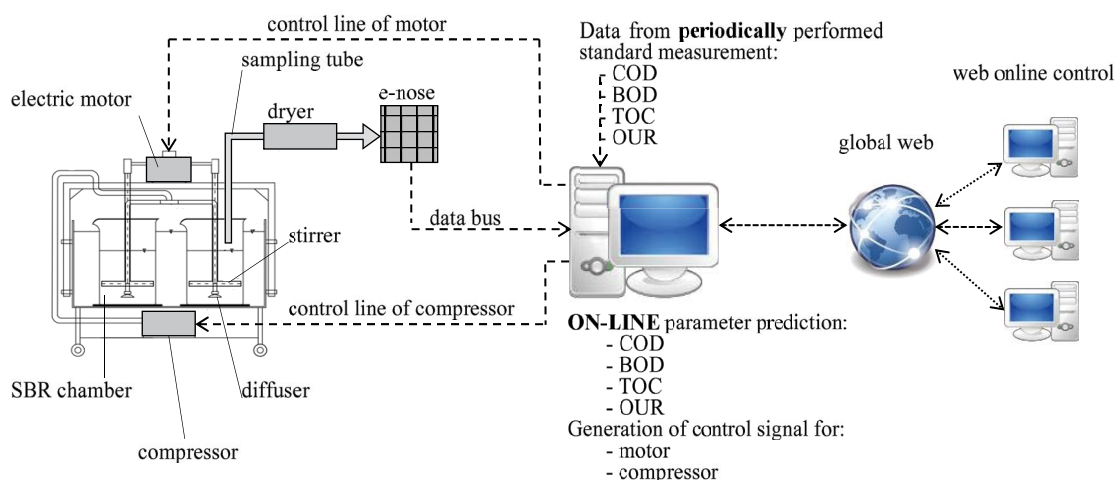 control line of motor
sampling tube
electric motor
dryer
e-nose
data bus
stirrer
control line of compressor
SBR chamber
diffuser
compressor
Data from periodically performed
standard measurement:
- COD
- BOD
- TOC
- OUR
ON-LINE parameter prediction:
- COD
- BOD
- TOC
- OUR
Generation of control signal for:
- motor
- compressor
global web
web online control